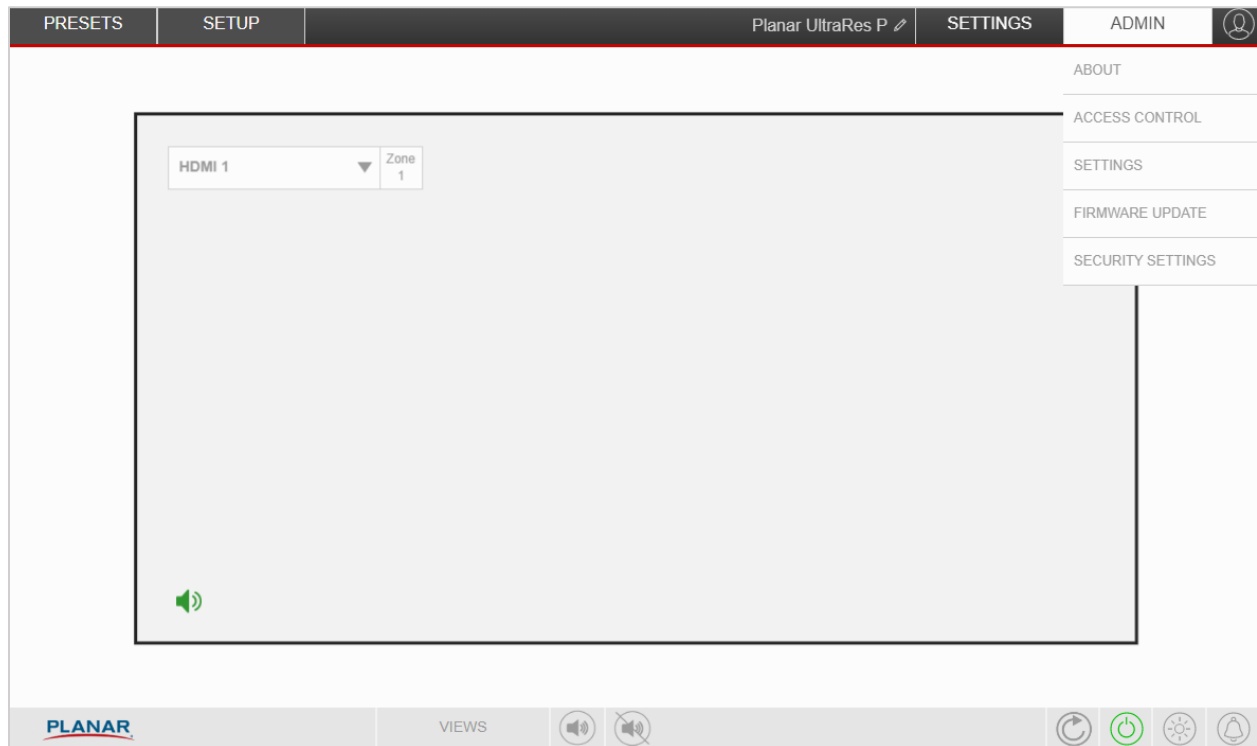 PRESETS
SETUP
Planar UltraRes P
SETTINGS
ADMIN
ABOUT
ACCESS CONTROL
SETTINGS
FIRMWARE UPDATE
SECURITY SETTINGS
HDMI 1
Zone
1
PLANAR
VIEWS